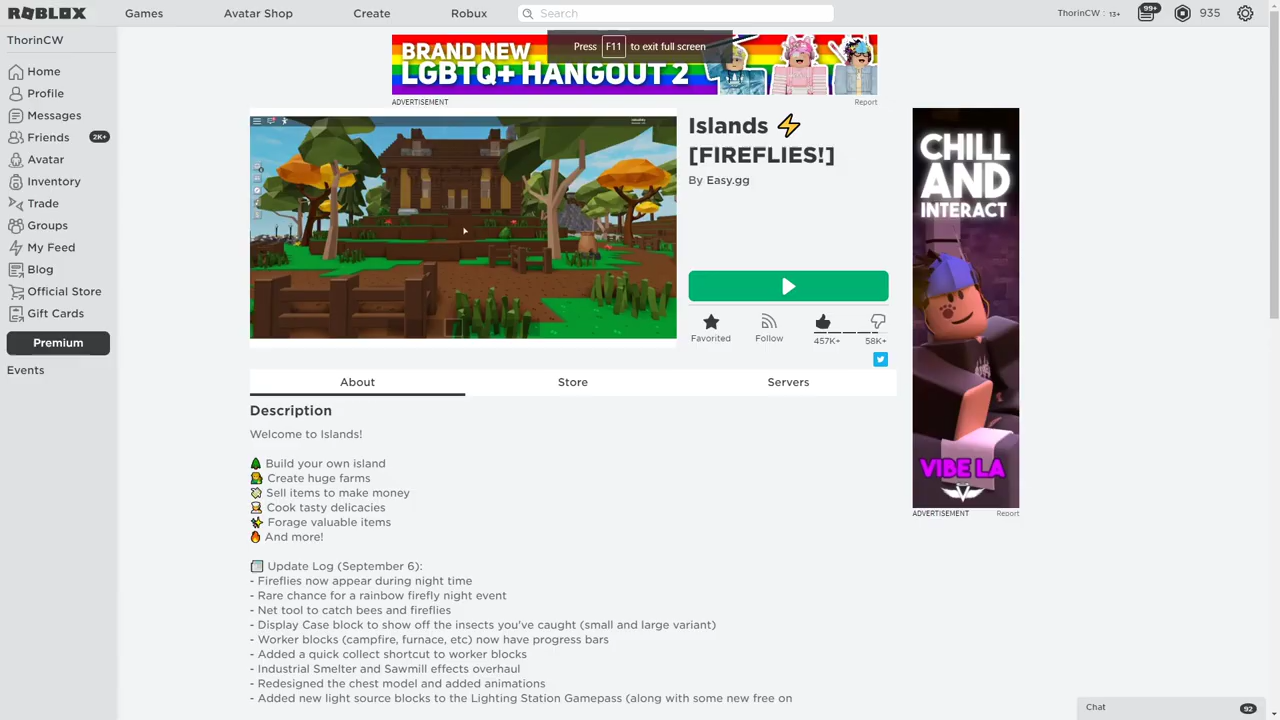 ROBLOX
Games
Avatar Shop
Create
Robux
Search
ThorinCW : 13+
99+
935
ThorinCW
Home
Profile
Messages
Friends 2K+
Avatar
Inventory
Trade
Groups
My Feed
Blog
Official Store
Gift Cards
Premium
Events
Press F11 to exit full screen
BRAND NEW
LGBTQ+ HANGOUT 2
ADVERTISEMENT Report
Islands ⚡
[FIREFLIES!]
By Easy.gg
Favorited
Follow
457K+
58K+
About
Store
Servers
Description
Welcome to Islands!
🌲 Build your own island
🧑‍🌾 Create huge farms
💸 Sell items to make money
Cook tasty delicacies
✨ Forage valuable items
🔥 And more!
Update Log (September 6):
- Fireflies now appear during night time
- Rare chance for a rainbow firefly night event
- Net tool to catch bees and fireflies
- Display Case block to show off the insects you've caught (small and large variant)
- Worker blocks (campfire, furnace, etc) now have progress bars
- Added a quick collect shortcut to worker blocks
- Industrial Smelter and Sawmill effects overhaul
- Redesigned the chest model and added animations
- Added new light source blocks to the Lighting Station Gamepass (along with some new free on
CHILL
AND
INTERACT
VIBE LA
ADVERTISEMENT Report
Chat 92